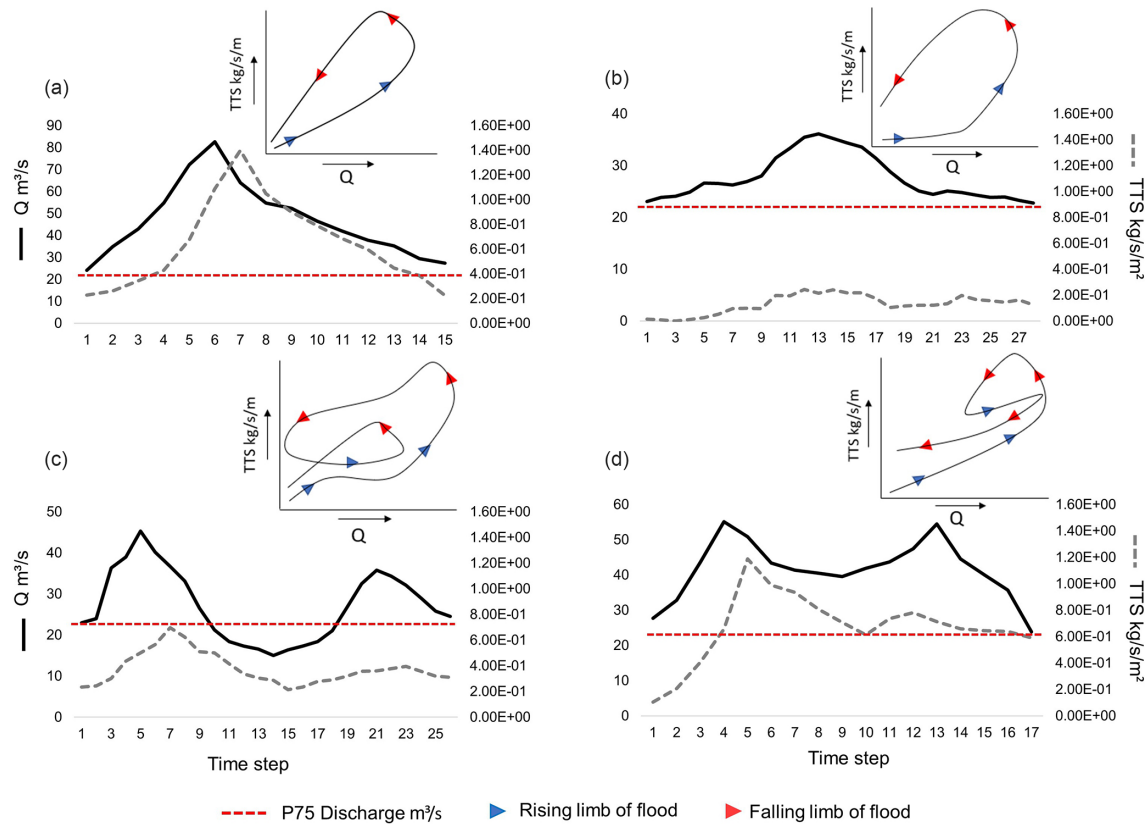 (a)
TTS kg/s/m
Q
Q m³/s
90
80
70
60
50
40
30
20
10
0
1.60E+00
1.40E+00
1.20E+00
1.00E+00
8.00E-01
6.00E-01
4.00E-01
2.00E-01
0.00E+00
1 2 3 4 5 6 7 8 9 10 11 12 13 14 15
(b)
TTS kg/s/m
Q
40
30
20
10
0
1.60E+00
1.40E+00
1.20E+00
1.00E+00
8.00E-01
6.00E-01
4.00E-01
2.00E-01
0.00E+00
TTS kg/s/m²
1 3 5 7 9 11 12 13 15 16 18 20 21 23 25 27
(c)
TTS kg/s/m
Q
Q m³/s
50
40
30
20
10
0
1.60E+00
1.40E+00
1.20E+00
1.00E+00
8.00E-01
6.00E-01
4.00E-01
2.00E-01
0.00E+00
1 3 5 7 9 11 13 15 17 19 21 23 25
Time step
(d)
TTS kg/s/m
Q
60
50
40
30
20
10
0
1.60E+00
1.40E+00
1.20E+00
1.00E+00
8.00E-01
6.00E-01
4.00E-01
2.00E-01
0.00E+00
TTS kg/s/m²
1 2 3 4 5 6 7 8 9 10 11 12 13 14 15 16 17
Time step
P75 Discharge m³/s
Rising limb of flood
Falling limb of flood